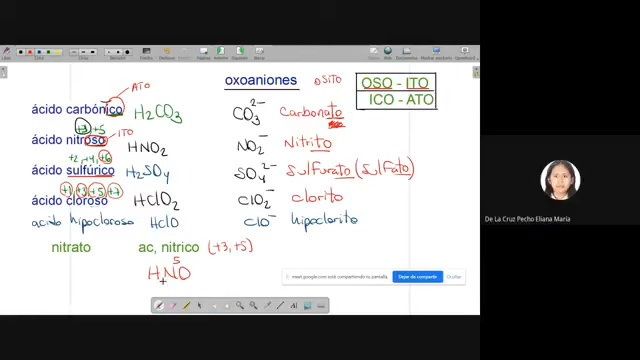 oxoaniones
OSITO
OSO - ITO
ICO - ATO
ATO
ácido carbónico H2CO3 CO3 2- Carbonato
+3 +5 ITO
ácido nitroso HNO2 NO2- Nitrito
+2, +4, +6
ácido sulfúrico H2SO4 SO4 2- Sulfurato (Sulfato)
+1 +3 +5 +7
ácido cloroso HClO2 ClO2- clorito
acido hipocloroso HClO ClO- hipoclorito
nitrato ac, nitrico (+3, +5)
5
HNO
meet.google.com está compartiendo tu pantalla. Dejar de compartir Ocultar
De La Cruz Pecho Eliana María